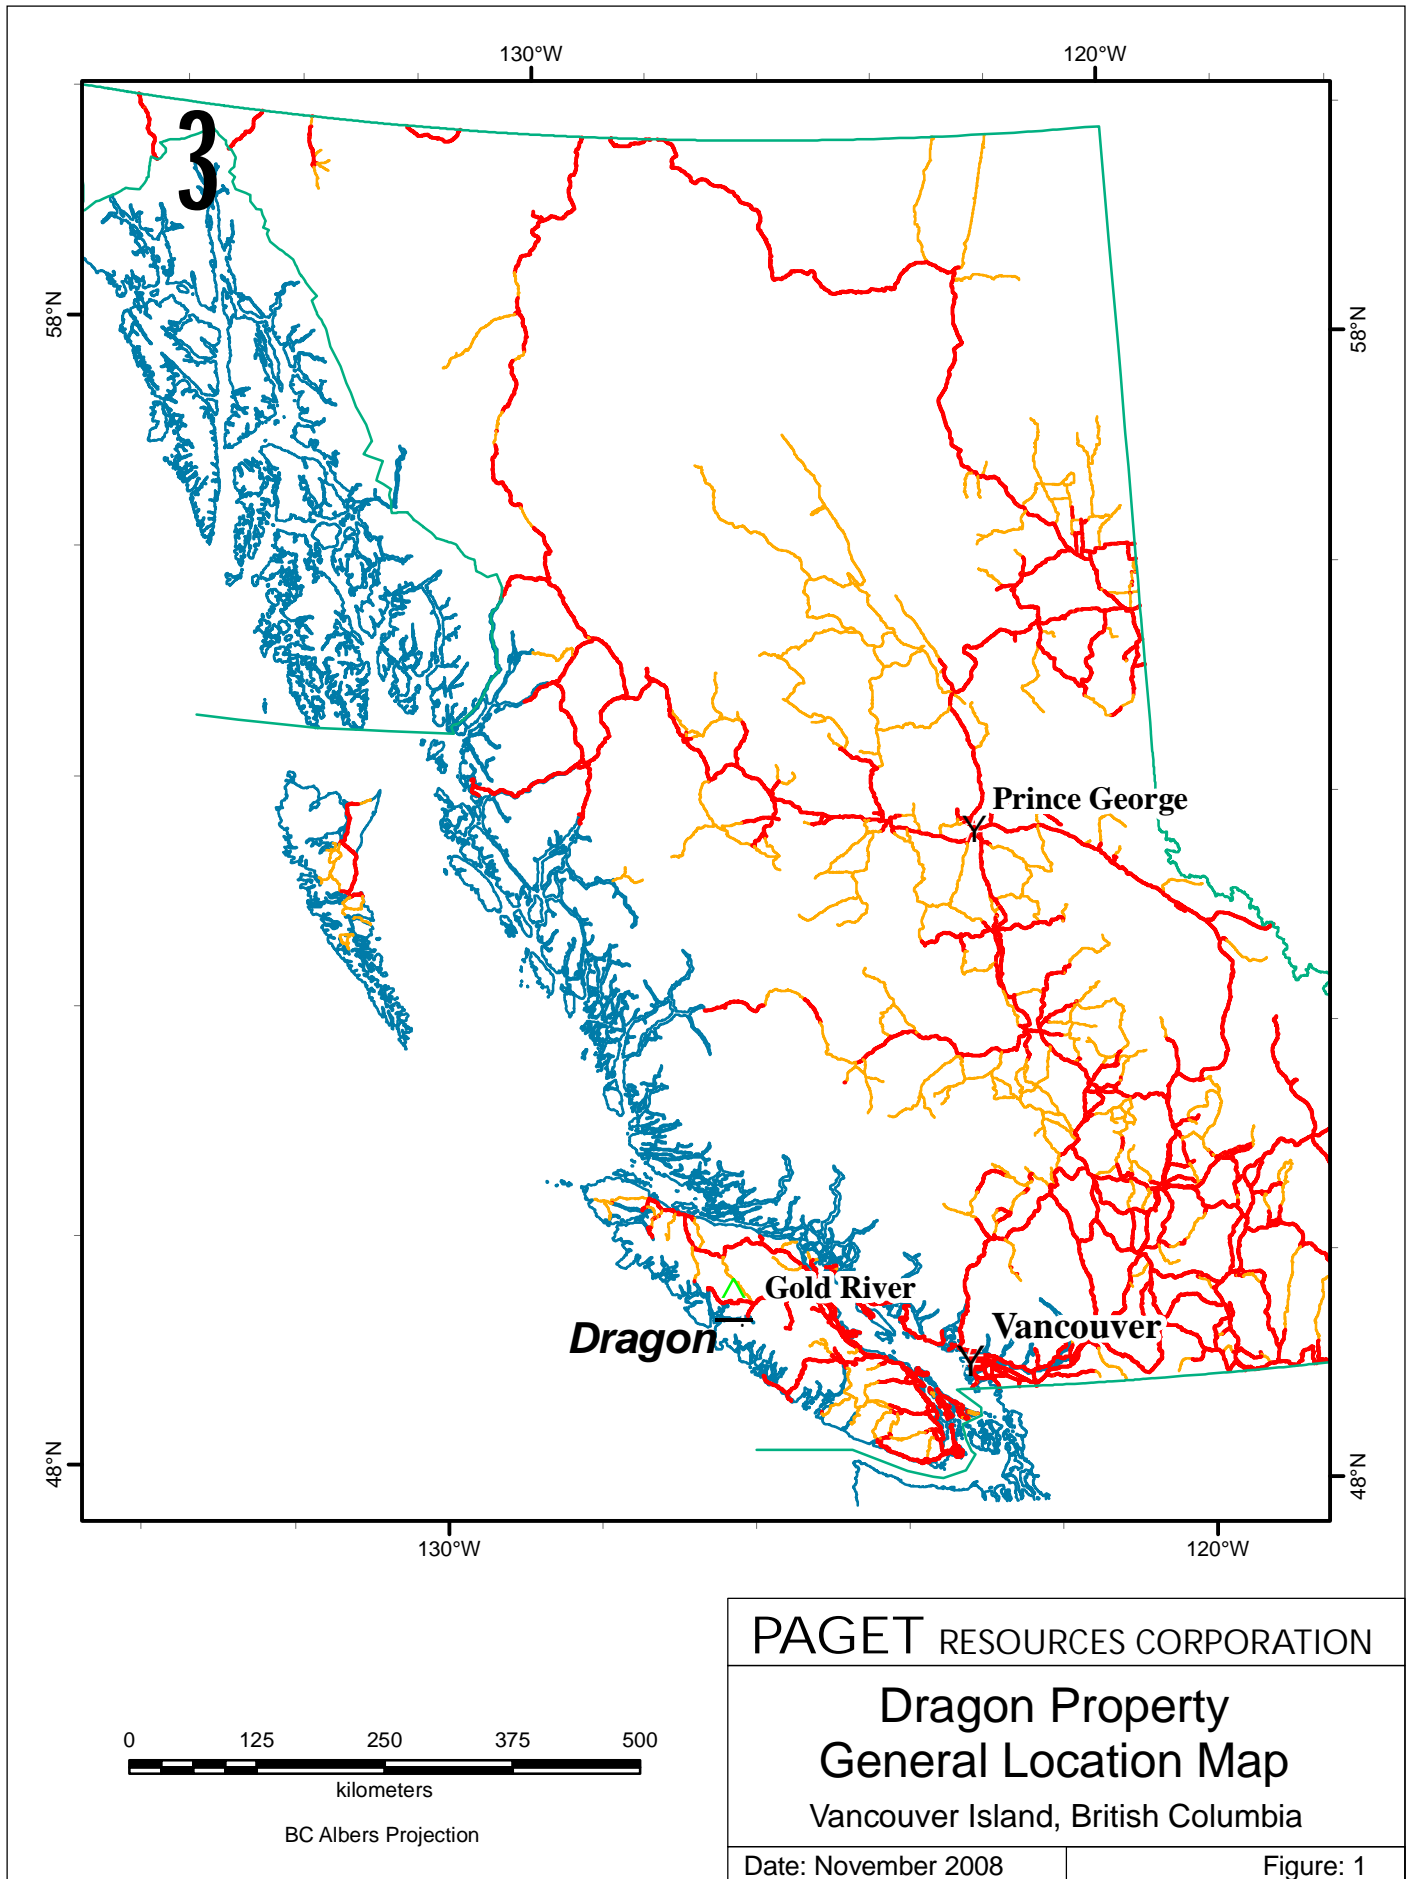 130°W 120°W
3
58°N 58°N
Prince George
Gold River
Dragon
Vancouver
48°N 48°N
130°W 120°W
PAGET RESOURCES CORPORATION
Dragon Property
General Location Map
Vancouver Island, British Columbia
Date: November 2008 Figure: 1
0 125 250 375 500
kilometers
BC Albers Projection